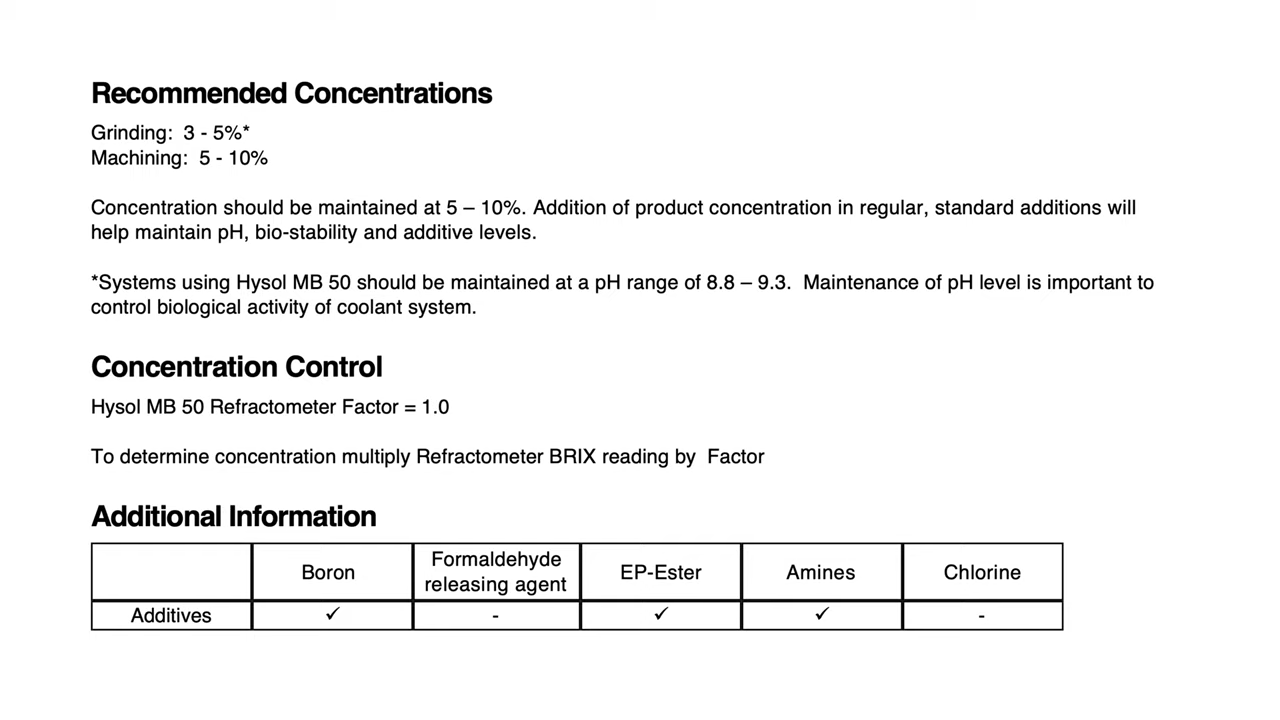 Recommended Concentrations
Grinding:  3 - 5%*
Machining:  5 - 10%
Concentration should be maintained at 5 – 10%. Addition of product concentration in regular, standard additions will
help maintain pH, bio-stability and additive levels.
*Systems using Hysol MB 50 should be maintained at a pH range of 8.8 – 9.3.  Maintenance of pH level is important to
control biological activity of coolant system.
Concentration Control
Hysol MB 50 Refractometer Factor = 1.0
To determine concentration multiply Refractometer BRIX reading by  Factor
Additional Information
Boron Formaldehyde releasing agent EP-Ester Amines Chlorine
Additives ✓ - ✓ ✓ -